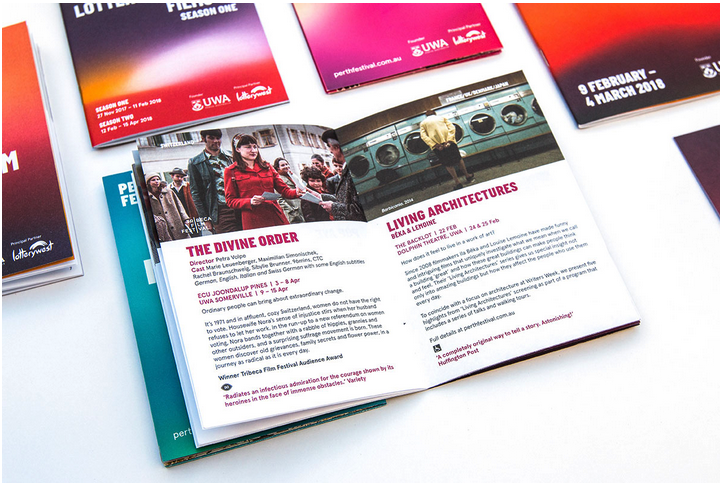 LOTTE
FILM
SEASON ONE
SEASON ONE
27 Nov 2017 – 11 Feb 2018
SEASON TWO
12 Feb – 15 Apr 2018
Founder
UWA
Principal Partner
lotterywest
perthfestival.com.au
Founder
UWA
Principal Partner
lotterywest
9 FEBRUARY –
4 MARCH 2018
Founder
UWA
Principal Partner
lotterywest
M
Principal Partner
lotterywest
PE
FE
pert
SWITZERLAND
TRIBECA
FILM
FESTIVAL
THE DIVINE ORDER
Director Petra Volpe
Cast Marie Leuenberger, Maximilian Simonischek,
Rachel Braunschweig, Sibylle Brunner. 96mins, CTC
German, English, Italian and Swiss German with some English subtitles
ECU JOONDALUP PINES | 3 – 8 Apr
UWA SOMERVILLE | 9 – 15 Apr
Ordinary people can bring about extraordinary change.
It's 1971 and in affluent, cozy Switzerland, women do not have the right
to vote. Housewife Nora's sense of injustice stirs when her husband
refuses to let her work. In the run-up to a new referendum on women
voting, Nora bands together with a rabble of hippies, grannies and
other outsiders, and a surprising suffrage movement is born. These
women discover old grievances, family secrets and flower power, in a
journey as radical as it is every day.
Winner Tribeca Film Festival Audience Award
"Radiates an infectious admiration for the courage shown by its
heroines in the face of immense obstacles." Variety
FRANCE/UK/DENMARK/JAPAN
Barbicania, 2014
LIVING ARCHITECTURES
BÊKA & LEMOINE
THE BACKLOT | 22 FEB
DOLPHIN THEATRE, UWA | 24 & 25 Feb
How does it feel to live in a work of art?
Since 2008 filmmakers Ila Bêka and Louise Lemoine have made funny
and intriguing films that uniquely investigate what we mean when we call
a building 'great' and how these great buildings can make people think
and feel. Their 'Living Architectures' series gives us special insight not
only into amazing buildings but how they affect the people who use them
every day.
To coincide with a focus on architecture at Writers Week, we present five
highlights from 'Living Architectures' screening as part of a program that
includes a series of talks and walking tours.
Full details at perthfestival.com.au
'A completely original way to tell a story. Astonishing!'
Huffington Post